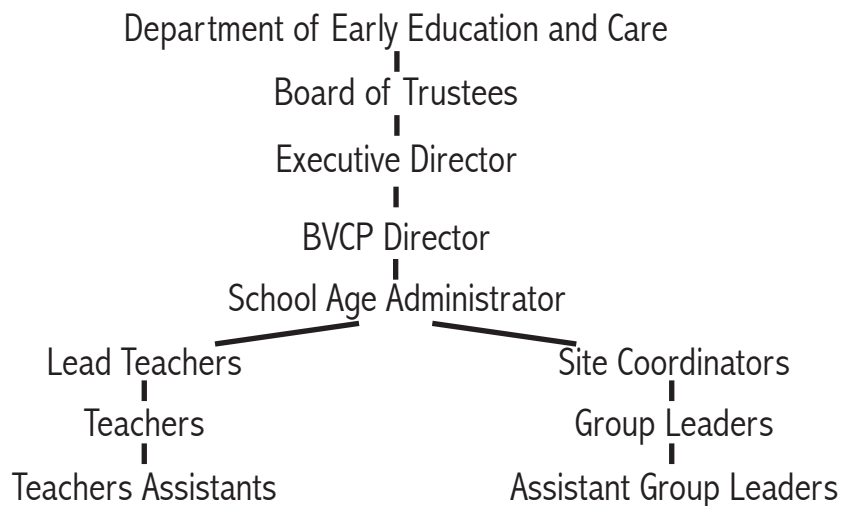 Department of Early Education and Care
Board of Trustees
Executive Director
BVCP Director
School Age Administrator
Lead Teachers
Site Coordinators
Teachers
Group Leaders
Teachers Assistants
Assistant Group Leaders